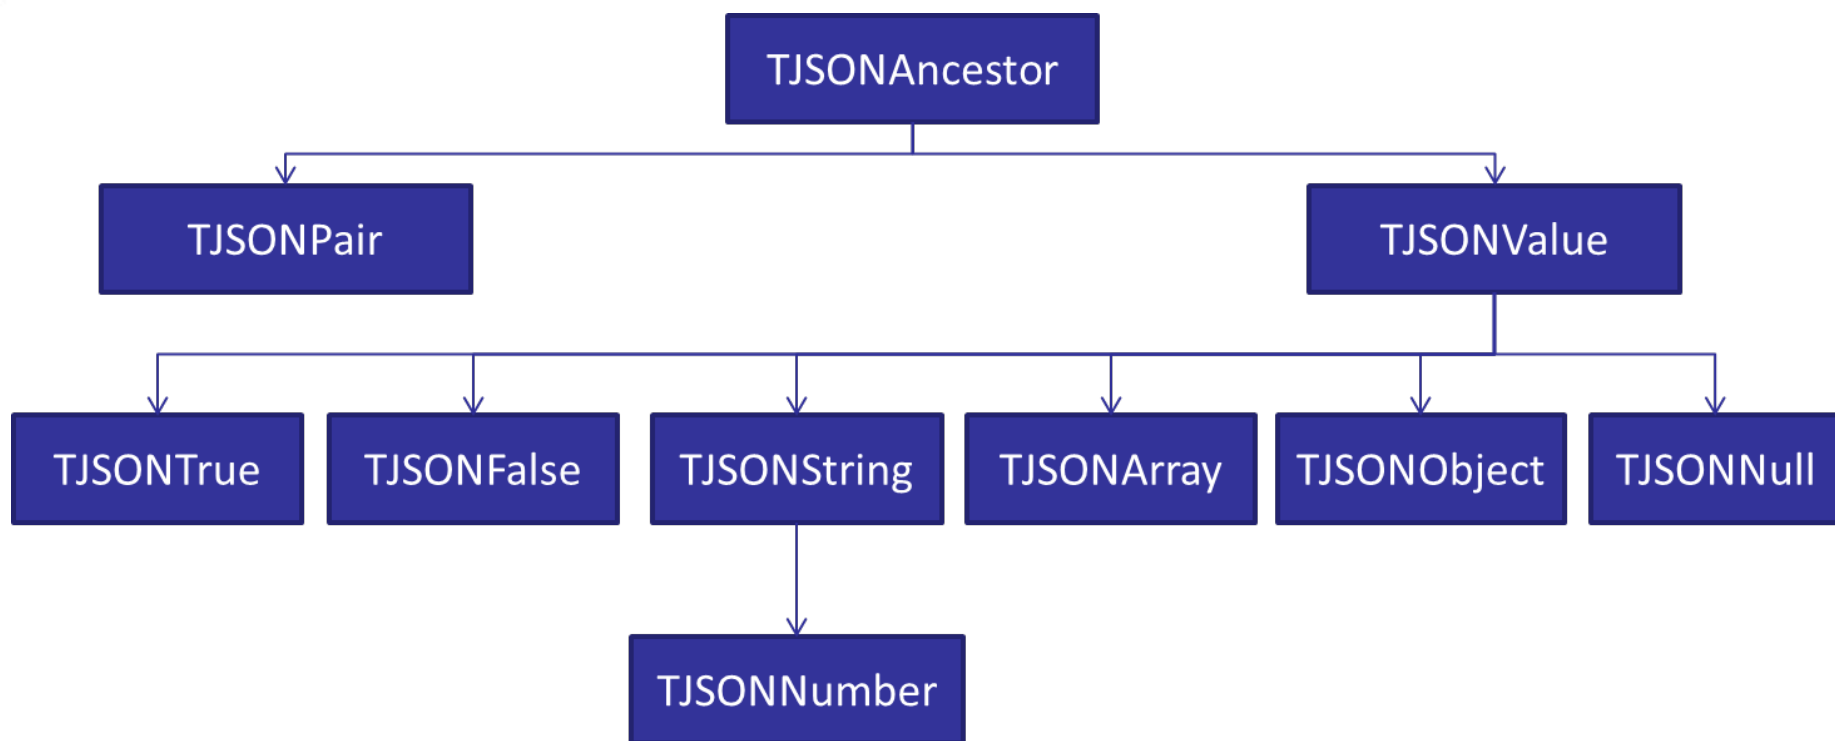 TJSONAncestor
TJSONPair
TJSONValue
TJSONTrue
TJSONFalse
TJSONString
TJSONArray
TJSONObject
TJSONNull
TJSONNumber